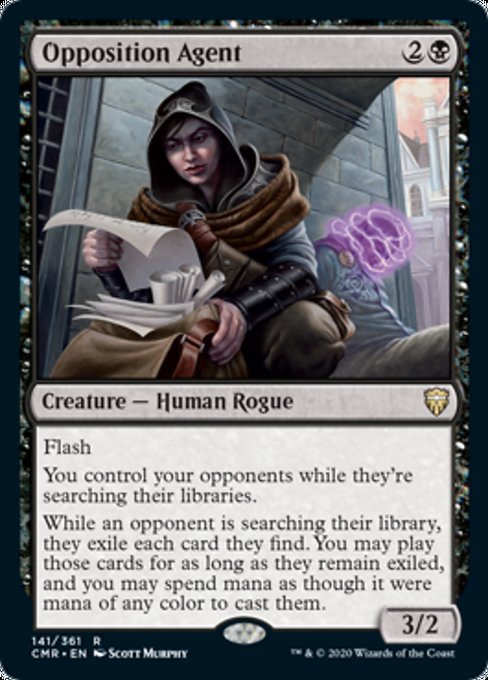 Opposition Agent 2
Creature — Human Rogue
Flash
You control your opponents while they're
searching their libraries.
While an opponent is searching their library,
they exile each card they find. You may play
those cards for as long as they remain exiled,
and you may spend mana as though it were
mana of any color to cast them.
3/2
141/361 R
CMR • EN Scott Murphy
™ & © 2020 Wizards of the Coast